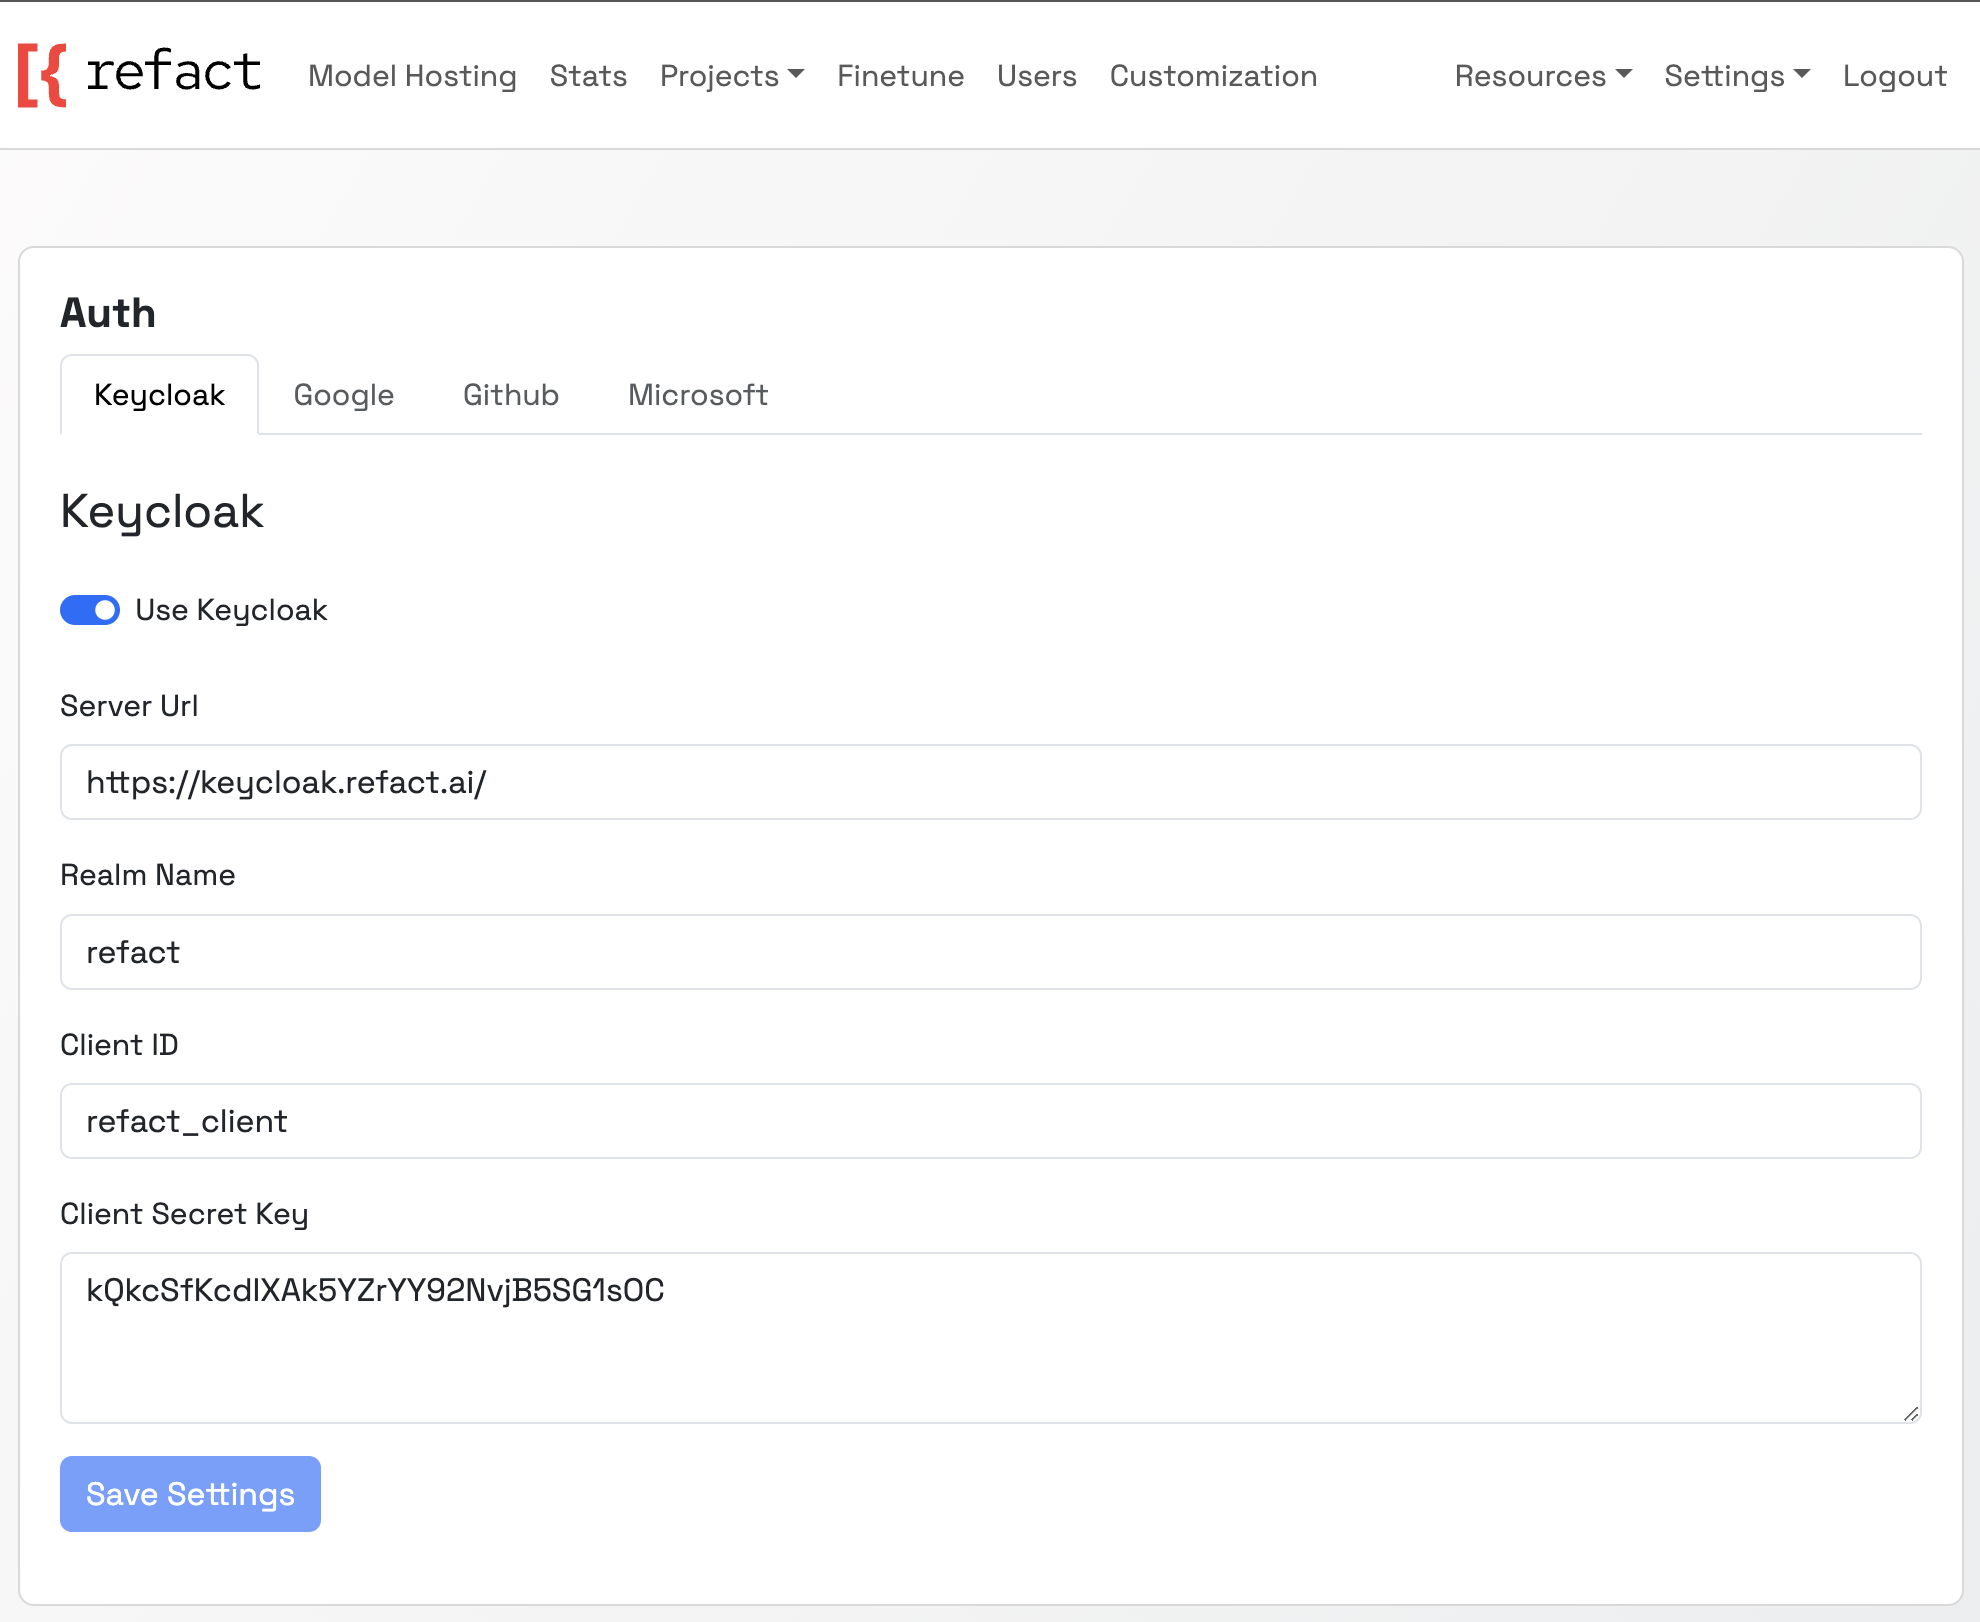 refact Model Hosting Stats Projects Finetune Users Customization Resources Settings Logout
Auth
Keycloak Google Github Microsoft
Keycloak
Use Keycloak
Server Url
https://keycloak.refact.ai/
Realm Name
refact
Client ID
refact_client
Client Secret Key
kQkcSfKcdlXAk5YZrYY92NvjB5SG1sOC
Save Settings